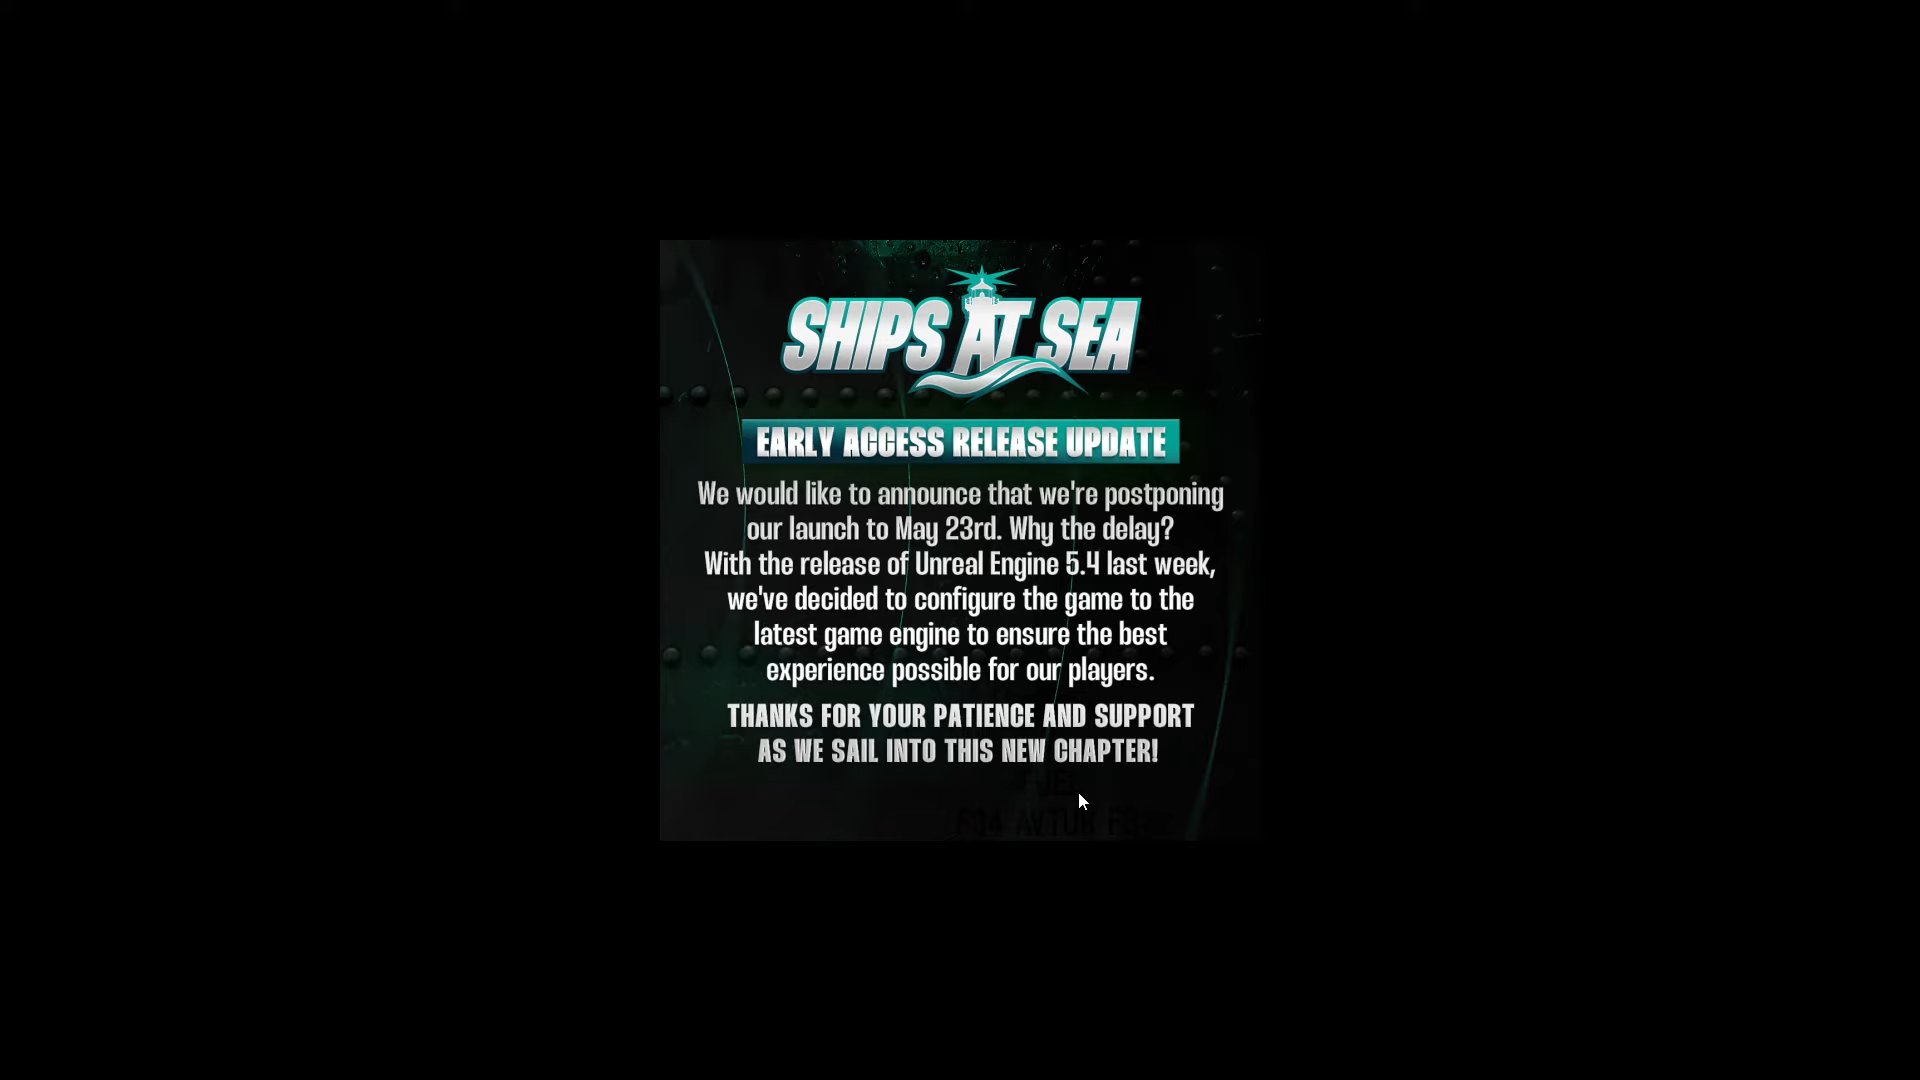 SHIPS AT SEA
EARLY ACCESS RELEASE UPDATE
We would like to announce that we're postponing
our launch to May 23rd. Why the delay?
With the release of Unreal Engine 5.4 last week,
we've decided to configure the game to the
latest game engine to ensure the best
experience possible for our players.
THANKS FOR YOUR PATIENCE AND SUPPORT
AS WE SAIL INTO THIS NEW CHAPTER!
F34 AVTUR